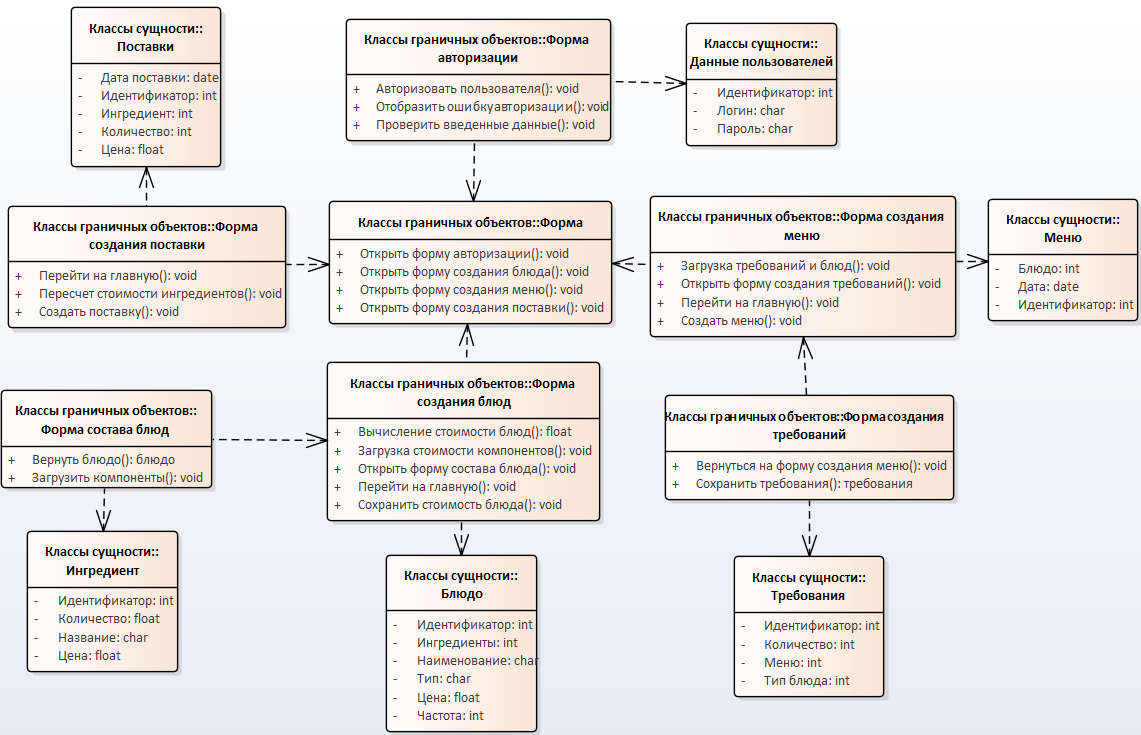 Классы сущности::
Поставки
- Дата поставки: date
- Идентификатор: int
- Ингредиент: int
- Количество: int
- Цена: float
Классы граничных объектов::Форма
авторизации
+ Авторизовать пользователя(): void
+ Отобразить ошибку авторизации(): void
+ Проверить введенные данные(): void
Классы сущности::
Данные пользователей
- Идентификатор: int
- Логин: char
- Пароль: char
Классы граничных объектов::Форма
создания поставки
+ Перейти на главную(): void
+ Пересчет стоимости ингредиентов(): void
+ Создать поставку(): void
Классы граничных объектов::Форма
+ Открыть форму авторизации(): void
+ Открыть форму создания блюда(): void
+ Открыть форму создания меню(): void
+ Открыть форму создания поставки(): void
Классы граничных объектов::Форма создания
меню
+ Загрузка требований и блюд(): void
+ Открыть форму создания требований(): void
+ Перейти на главную(): void
+ Создать меню(): void
Классы сущности::
Меню
- Блюдо: int
- Дата: date
- Идентификатор: int
Классы граничных объектов::
Форма состава блюд
+ Вернуть блюдо(): блюдо
+ Загрузить компоненты(): void
Классы граничных объектов::Форма
создания блюд
+ Вычисление стоимости блюд(): float
+ Загрузка стоимости компонентов(): void
+ Открыть форму состава блюда(): void
+ Перейти на главную(): void
+ Сохранить стоимость блюда(): void
Классы граничных объектов::Форма создания
требований
+ Вернуться на форму создания меню(): void
+ Сохранить требования(): требования
Классы сущности::
Ингредиент
- Идентификатор: int
- Количество: float
- Название: char
- Цена: float
Классы сущности::
Блюдо
- Идентификатор: int
- Ингредиенты: int
- Наименование: char
- Тип: char
- Цена: float
- Частота: int
Классы сущности::
Требования
- Идентификатор: int
- Количество: int
- Меню: int
- Тип блюда: int